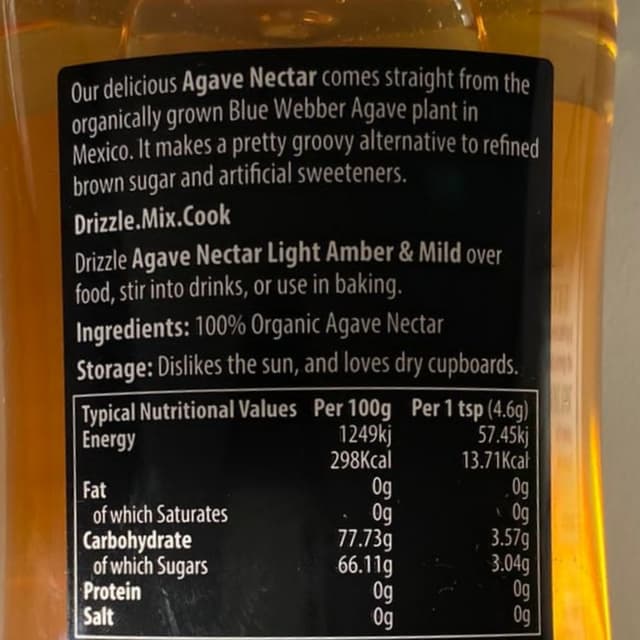 Our delicious Agave Nectar comes straight from the
organically grown Blue Webber Agave plant in
Mexico. It makes a pretty groovy alternative to refined
brown sugar and artificial sweeteners.
Drizzle.Mix.Cook
Drizzle Agave Nectar Light Amber & Mild over
food, stir into drinks, or use in baking.
Ingredients: 100% Organic Agave Nectar
Storage: Dislikes the sun, and loves dry cupboards.
Typical Nutritional Values Per 100g Per 1 tsp (4.6g)
Energy 1249kj 57.45kj
298Kcal 13.71Kcal
Fat 0g 0g
of which Saturates 0g 0g
Carbohydrate 77.73g 3.57g
of which Sugars 66.11g 3.04g
Protein 0g 0g
Salt 0g 0g